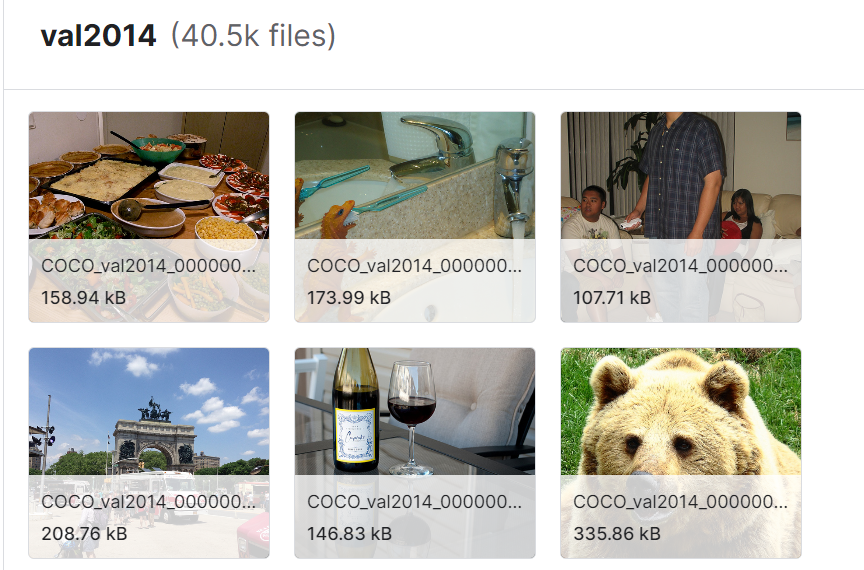 val2014 (40.5k files)
COCO_val2014_000000...
158.94 kB
COCO_val2014_000000...
173.99 kB
COCO_val2014_000000...
107.71 kB
COCO_val2014_000000...
208.76 kB
COCO_val2014_000000...
146.83 kB
COCO_val2014_000000...
335.86 kB